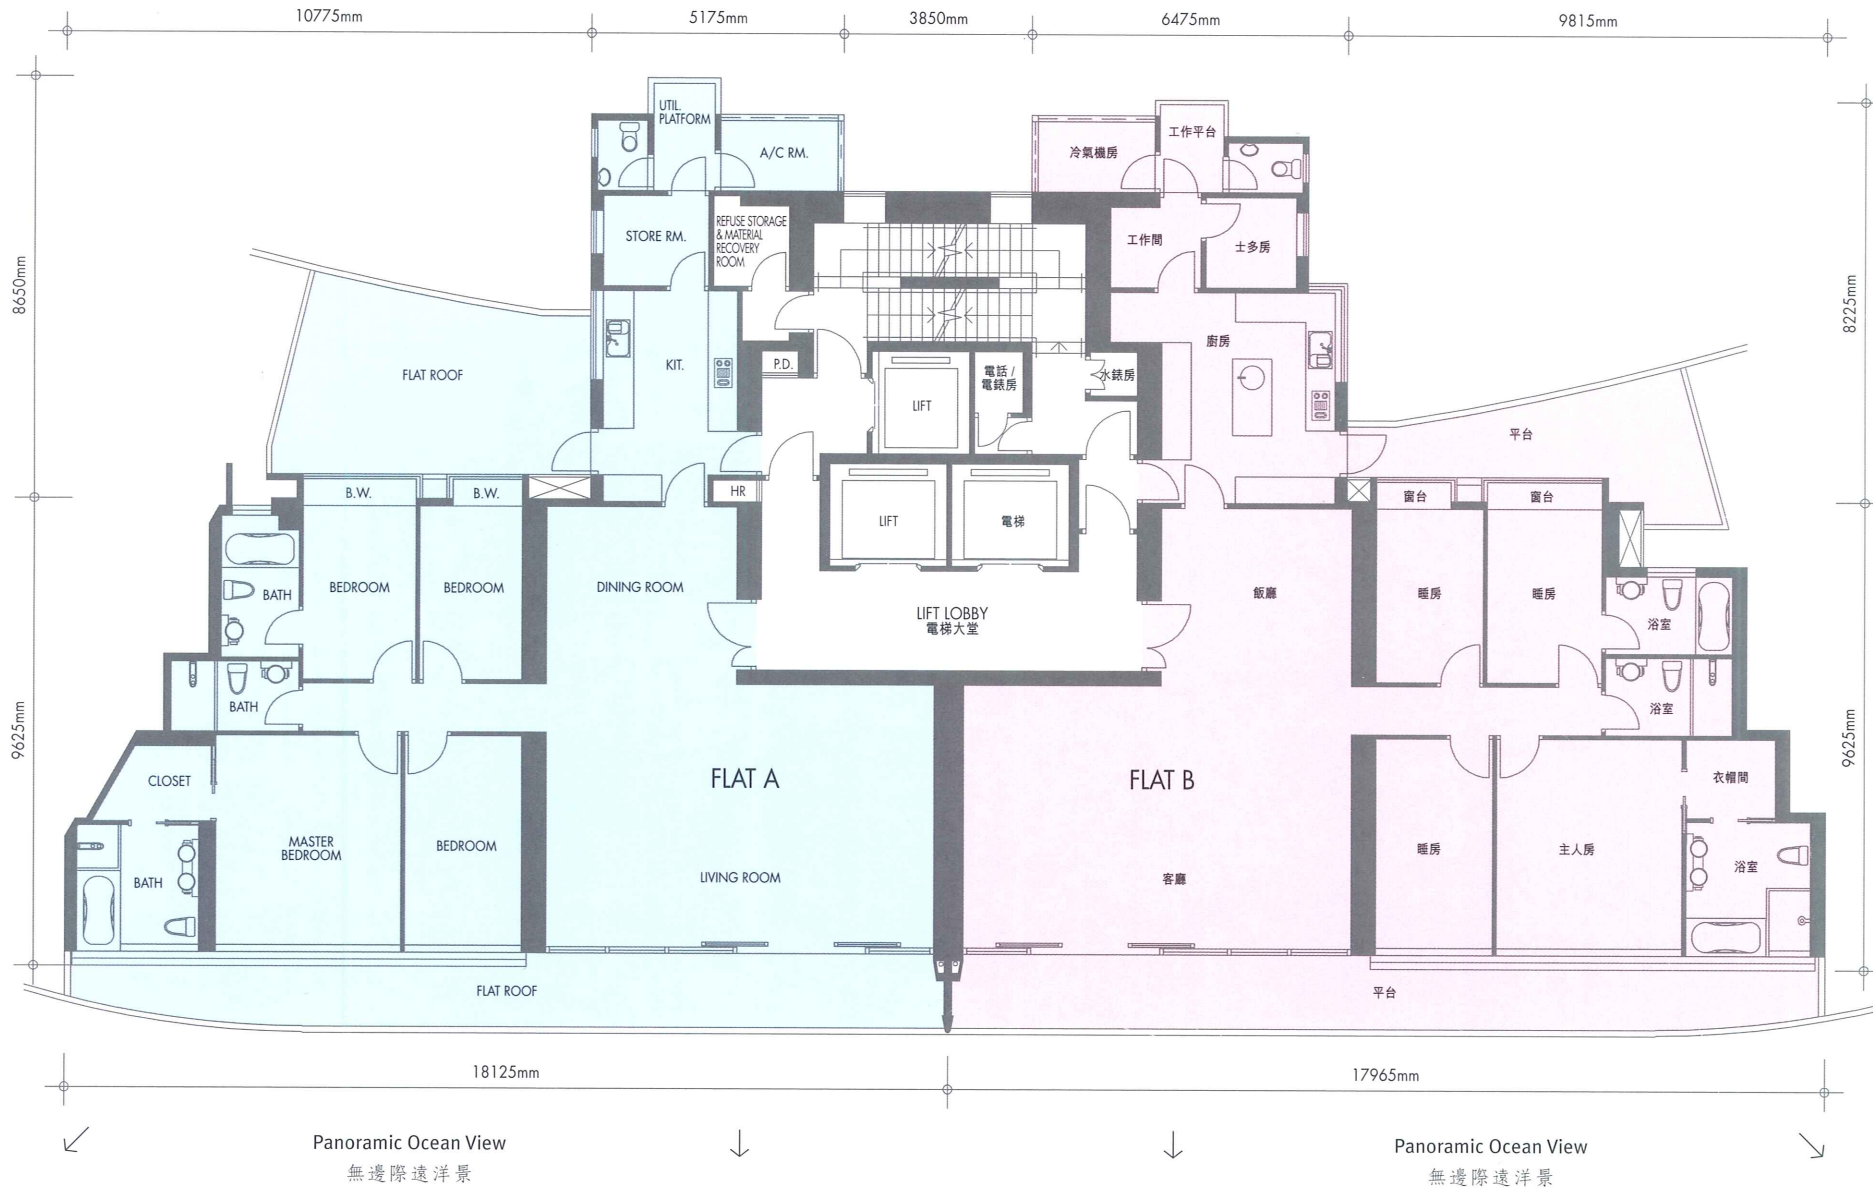 10775mm
5175mm
3850mm
6475mm
9815mm
8650mm
9625mm
8225mm
9625mm
UTIL.
PLATFORM
A/C RM.
STORE RM.
REFUSE STORAGE
& MATERIAL
RECOVERY
ROOM
FLAT ROOF
KIT.
P.D.
HR
LIFT
電話 /
電錶房
水錶房
LIFT
電梯
LIFT LOBBY
電梯大堂
冷氣機房
工作平台
工作間
士多房
廚房
平台
B.W.
B.W.
BATH
BEDROOM
BEDROOM
DINING ROOM
BATH
CLOSET
MASTER
BEDROOM
BEDROOM
BATH
FLAT A
LIVING ROOM
FLAT ROOF
窗台
窗台
飯廳
睡房
睡房
浴室
浴室
FLAT B
客廳
睡房
主人房
衣帽間
浴室
平台
18125mm
17965mm
Panoramic Ocean View
無邊際遠洋景
Panoramic Ocean View
無邊際遠洋景